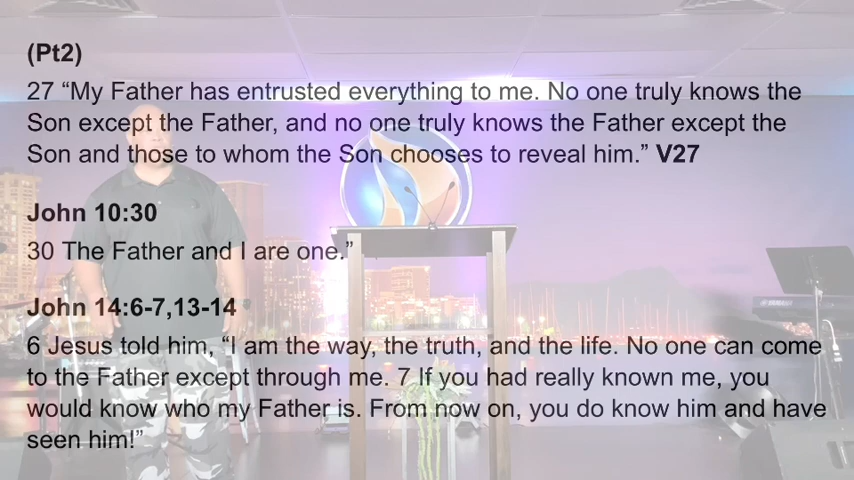 (Pt2)
27 “My Father has entrusted everything to me. No one truly knows the
Son except the Father, and no one truly knows the Father except the
Son and those to whom the Son chooses to reveal him.” V27
John 10:30
30 The Father and I are one.”
John 14:6-7,13-14
6 Jesus told him, “I am the way, the truth, and the life. No one can come
to the Father except through me. 7 If you had really known me, you
would know who my Father is. From now on, you do know him and have
seen him!”